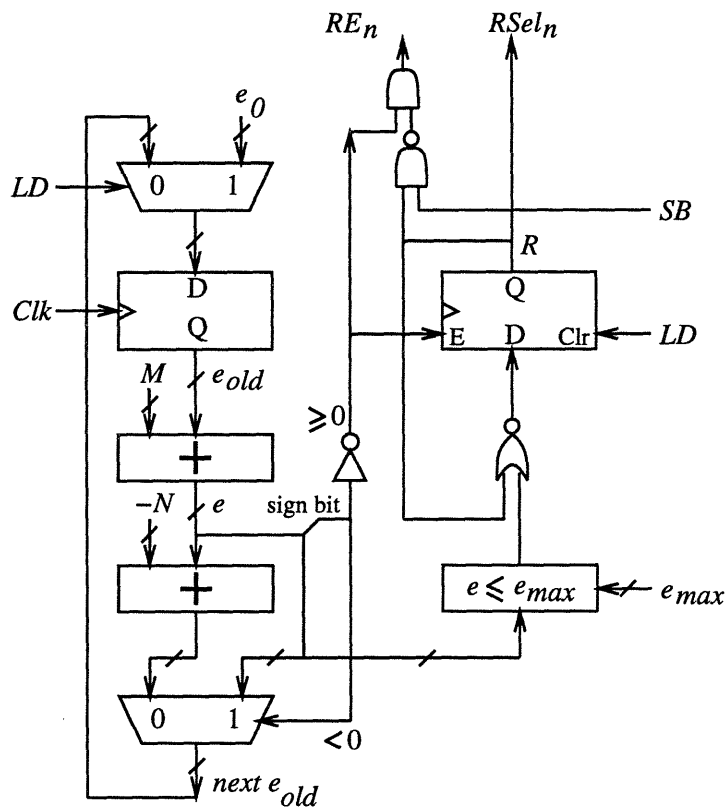 RE_n RSel_n
e_0
LD 0 1
SB
R
D
Clk Q
Q
E D Clr LD
M e_old
≥0
+
-N e sign bit
+
e ≤ e_max e_max
0 1
<0
next e_old